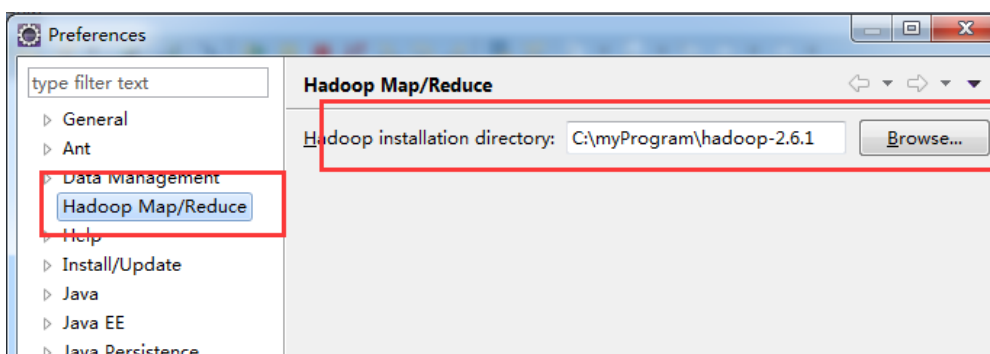 Preferences
type filter text
General
Ant
Data Management
Hadoop Map/Reduce
Help
Install/Update
Java
Java EE
Java Persistence
Hadoop Map/Reduce
Hadoop installation directory: C:\myProgram\hadoop-2.6.1 Browse...